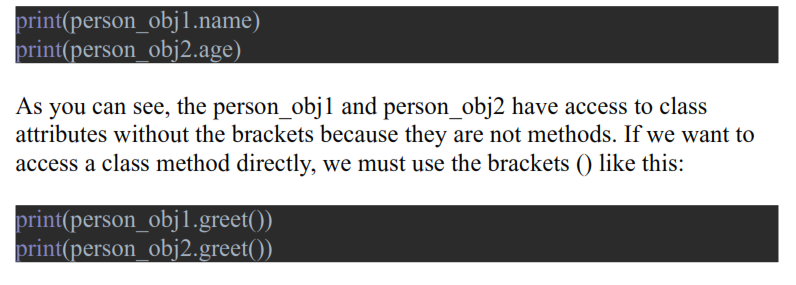 print(person_obj1.name)
print(person_obj2.age)
As you can see, the person_obj1 and person_obj2 have access to class
attributes without the brackets because they are not methods. If we want to
access a class method directly, we must use the brackets () like this:
print(person_obj1.greet())
print(person_obj2.greet())